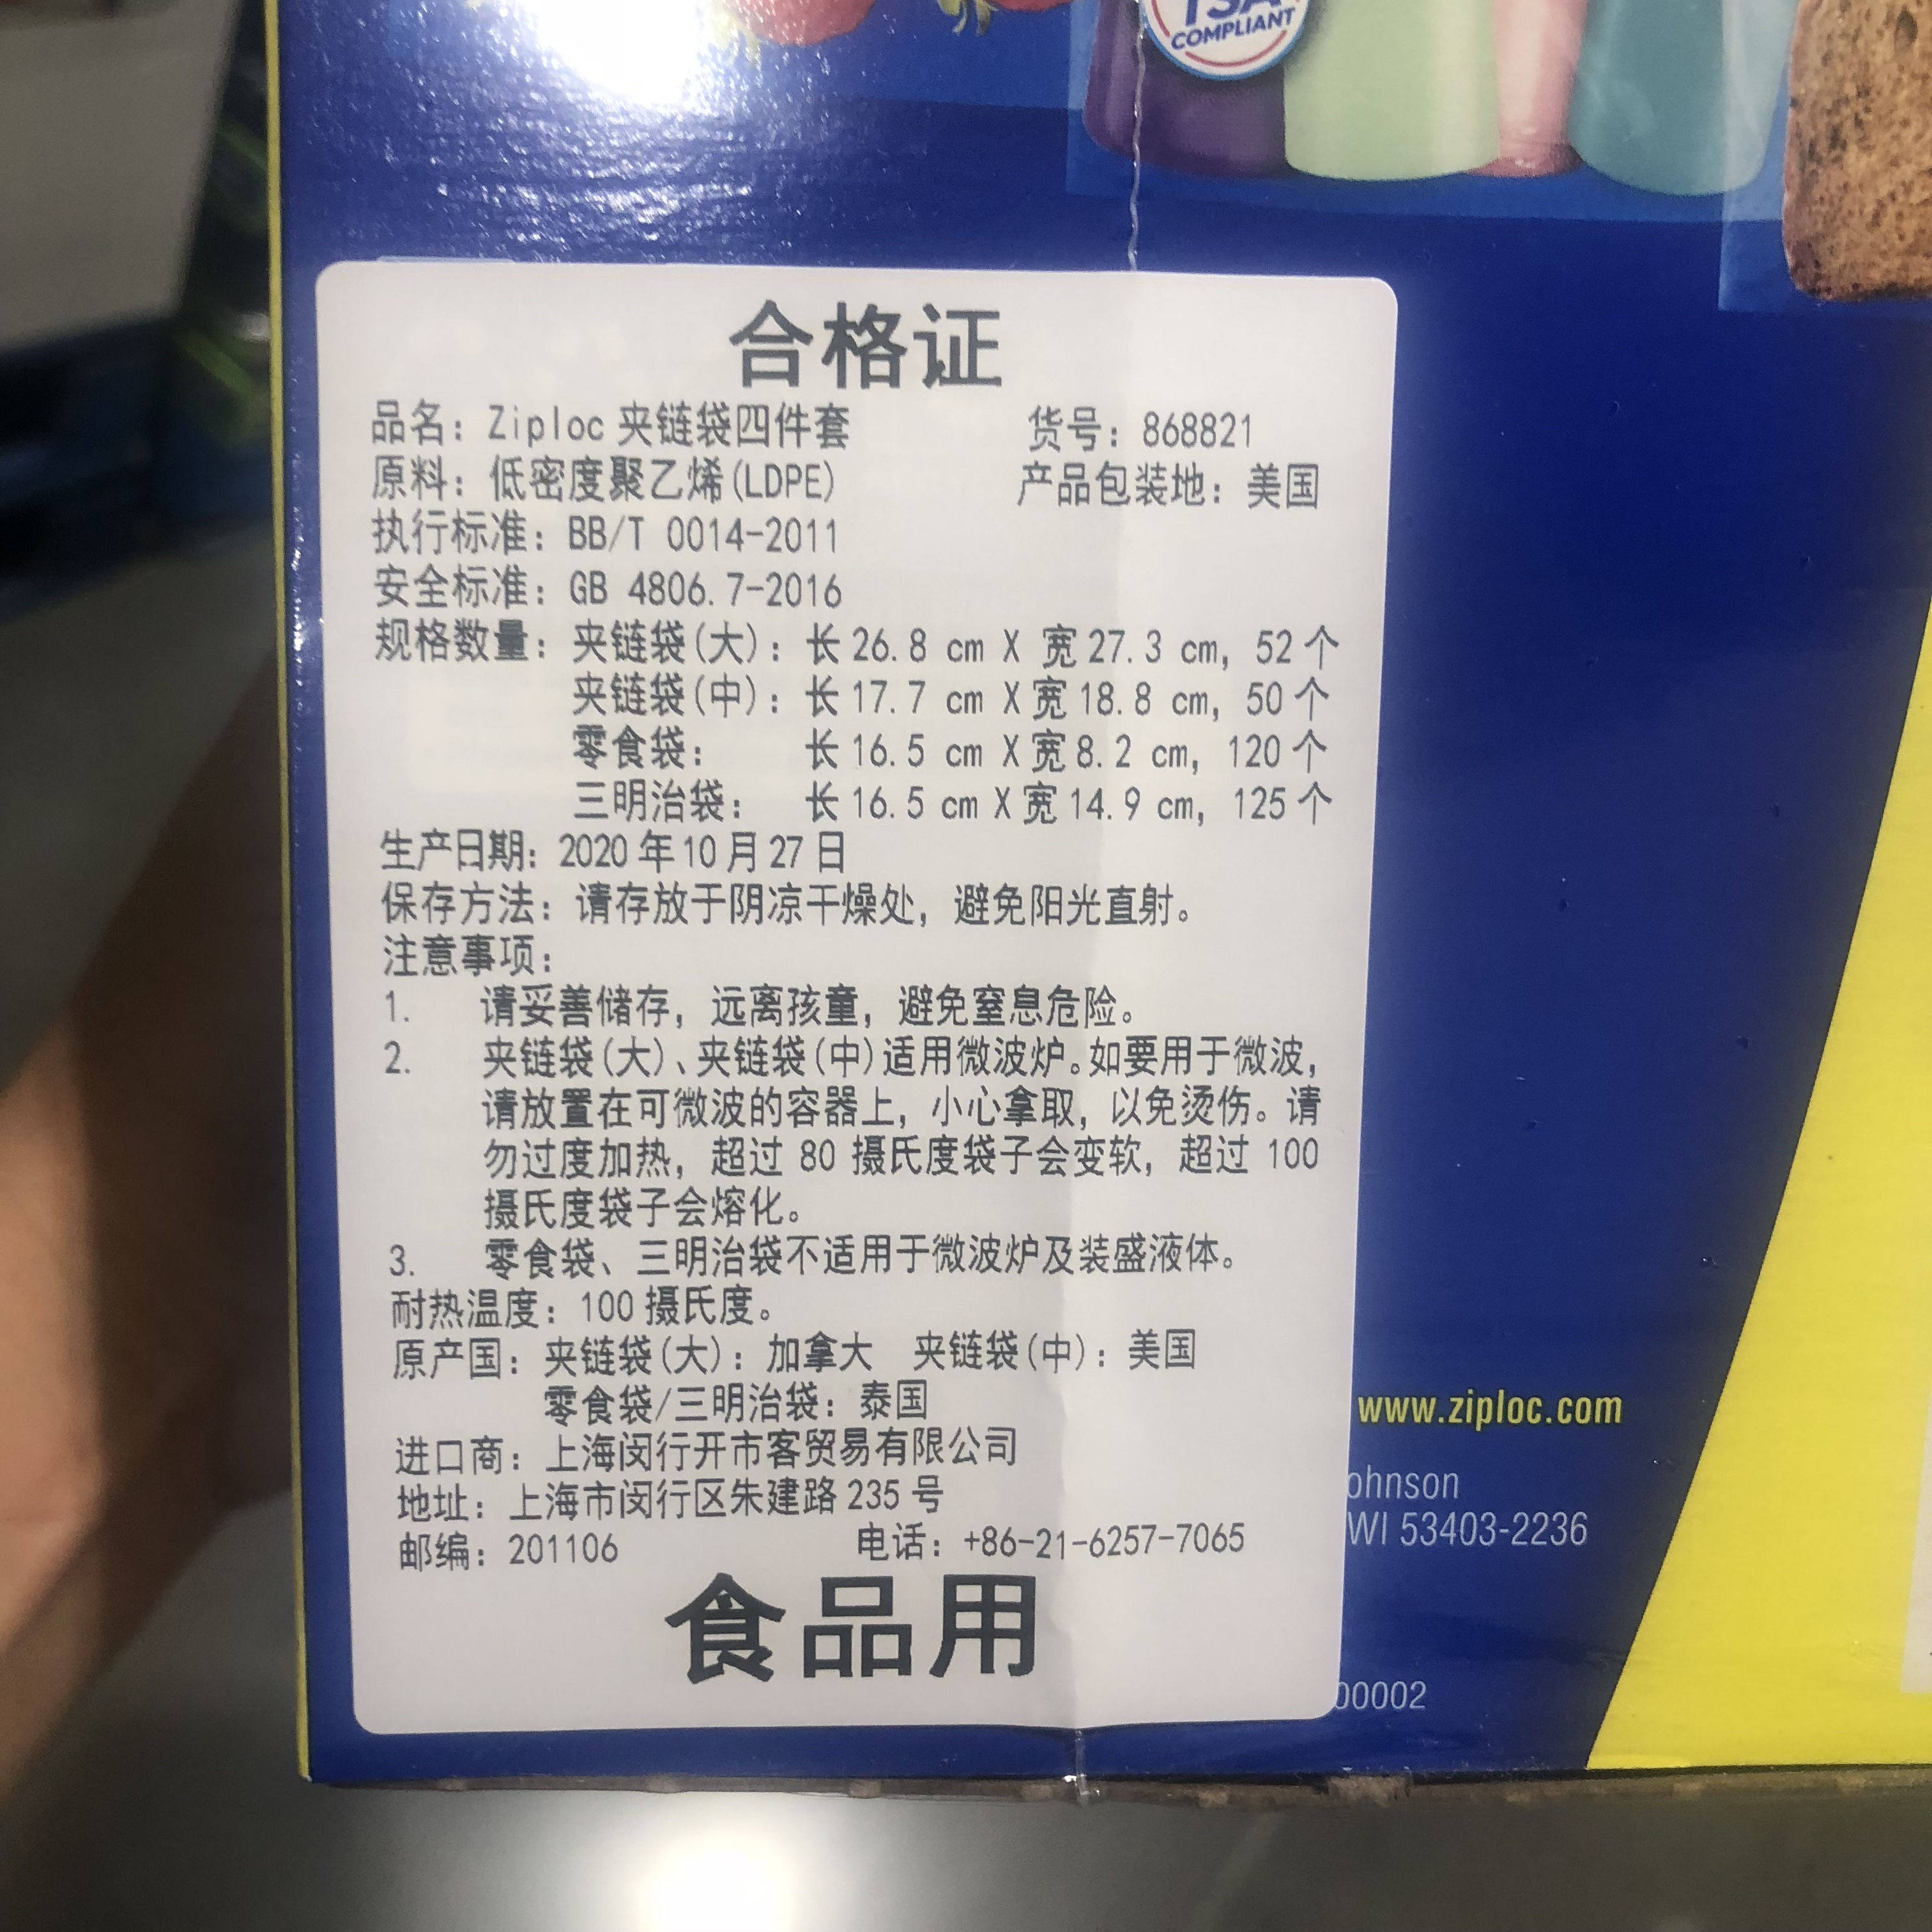 COMPLIANT
合格证
品名：Ziploc 夹链袋四件套 货号：868821
原料：低密度聚乙烯(LDPE) 产品包装地：美国
执行标准：BB/T 0014-2011
安全标准：GB 4806.7-2016
规格数量：夹链袋(大)：长 26.8 cm X 宽 27.3 cm, 52 个
夹链袋(中)：长 17.7 cm X 宽 18.8 cm, 50 个
零食袋： 长 16.5 cm X 宽 8.2 cm, 120 个
三明治袋： 长 16.5 cm X 宽 14.9 cm, 125 个
生产日期：2020 年 10 月 27 日
保存方法：请存放于阴凉干燥处，避免阳光直射。
注意事项：
1. 请妥善储存，远离孩童，避免窒息危险。
2. 夹链袋(大)、夹链袋(中)适用微波炉。如要用于微波，
请放置在可微波的容器上，小心拿取，以免烫伤。请
勿过度加热，超过 80 摄氏度袋子会变软，超过 100
摄氏度袋子会熔化。
3. 零食袋、三明治袋不适用于微波炉及装盛液体。
耐热温度：100 摄氏度。
原产国：夹链袋(大)：加拿大 夹链袋(中)：美国
零食袋/三明治袋：泰国
www.ziploc.com
进口商：上海闵行开市客贸易有限公司
ohnson
地址：上海市闵行区朱建路 235 号
WI 53403-2236
邮编：201106 电话：+86-21-6257-7065
食品用
00002